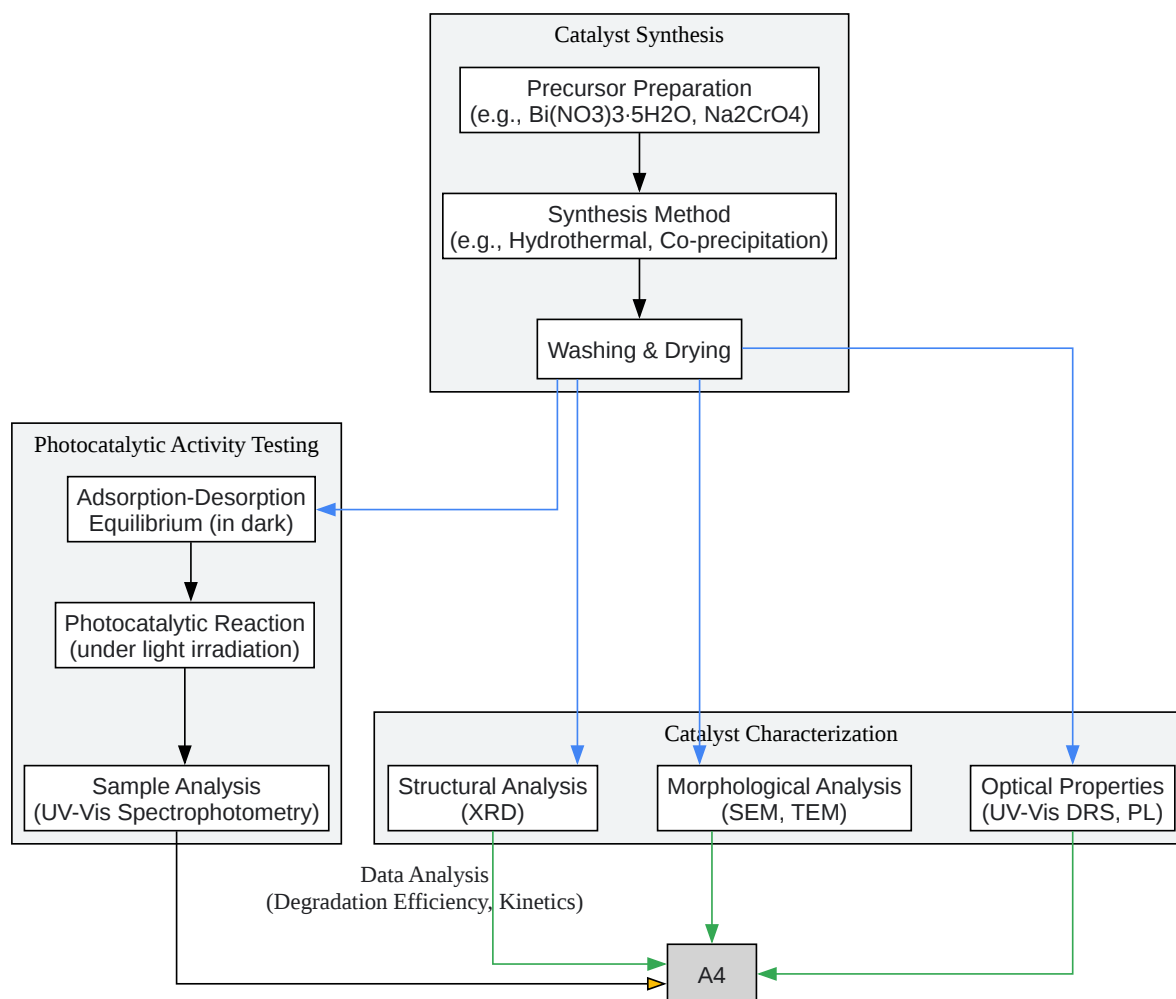 Catalyst Synthesis
Precursor Preparation
(e.g., Bi(NO3)3·5H2O, Na2CrO4)
Synthesis Method
(e.g., Hydrothermal, Co-precipitation)
Washing & Drying
Photocatalytic Activity Testing
Adsorption-Desorption
Equilibrium (in dark)
Photocatalytic Reaction
(under light irradiation)
Sample Analysis
(UV-Vis Spectrophotometry)
Catalyst Characterization
Structural Analysis
(XRD)
Morphological Analysis
(SEM, TEM)
Optical Properties
(UV-Vis DRS, PL)
Data Analysis
(Degradation Efficiency, Kinetics)
A4